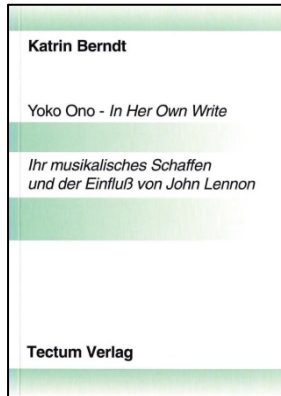 Katrin Berndt
Yoko Ono - In Her Own Write
Ihr musikalisches Schaffen
und der Einfluß von John Lennon
Tectum Verlag